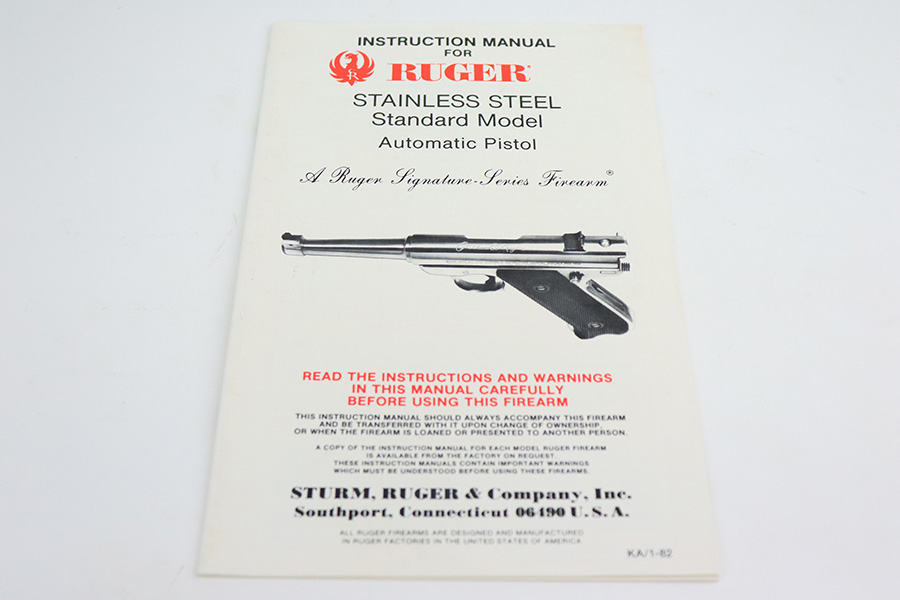 INSTRUCTION MANUAL
FOR
RUGER®
STAINLESS STEEL
Standard Model
Automatic Pistol
A Ruger Signature-Series Firearm®
READ THE INSTRUCTIONS AND WARNINGS
IN THIS MANUAL CAREFULLY
BEFORE USING THIS FIREARM
THIS INSTRUCTION MANUAL SHOULD ALWAYS ACCOMPANY THIS FIREARM
AND BE TRANSFERRED WITH IT UPON CHANGE OF OWNERSHIP,
OR WHEN THE FIREARM IS LOANED OR PRESENTED TO ANOTHER PERSON.
A COPY OF THE INSTRUCTION MANUAL FOR EACH MODEL RUGER FIREARM
IS AVAILABLE FROM THE FACTORY ON REQUEST.
THESE INSTRUCTION MANUALS CONTAIN IMPORTANT WARNINGS
WHICH MUST BE UNDERSTOOD BEFORE USING THESE FIREARMS.
STURM, RUGER & Company, Inc.
Southport, Connecticut 06490 U.S.A.
ALL RUGER FIREARMS ARE DESIGNED AND MANUFACTURED
IN RUGER FACTORIES IN THE UNITED STATES OF AMERICA
KA/1-82